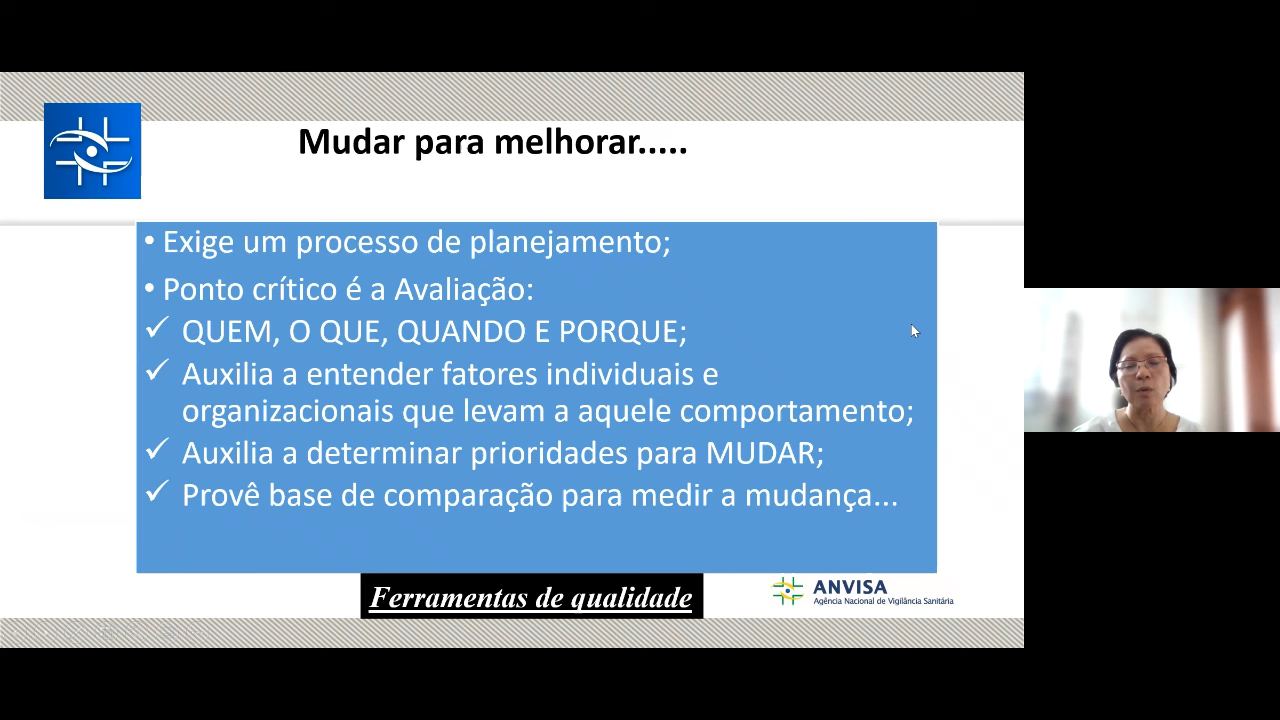 Mudar para melhorar.....
• Exige um processo de planejamento;
• Ponto crítico é a Avaliação:
✓ QUEM, O QUE, QUANDO E PORQUE;
✓ Auxilia a entender fatores individuais e
organizacionais que levam a aquele comportamento;
✓ Auxilia a determinar prioridades para MUDAR;
✓ Provê base de comparação para medir a mudança...
Ferramentas de qualidade
ANVISA
Agência Nacional de Vigilância Sanitária